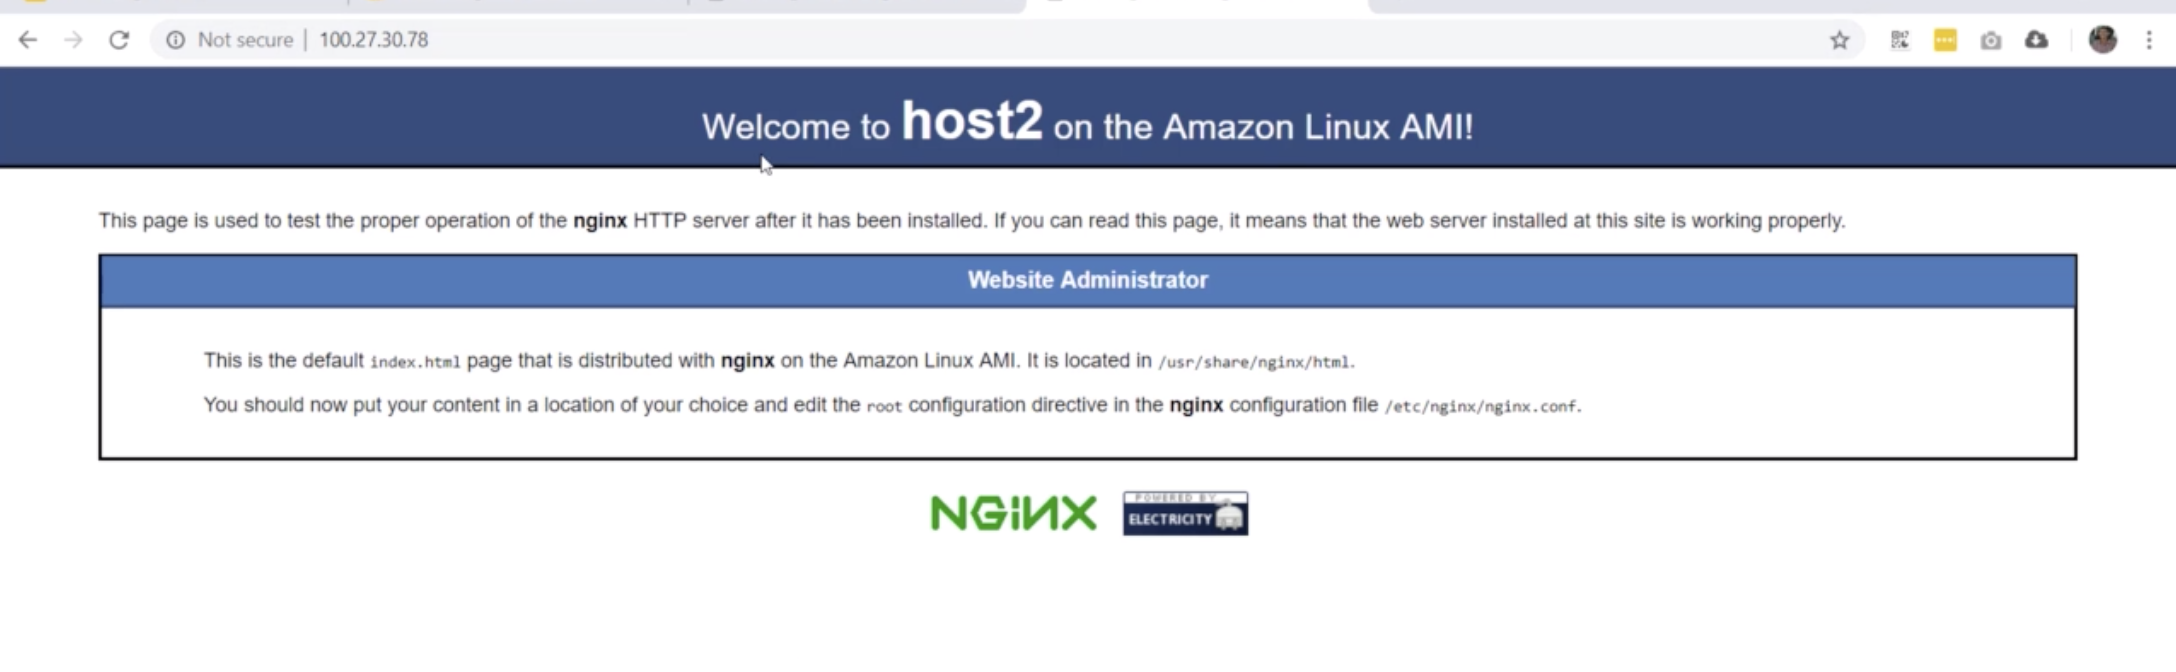 Not secure | 100.27.30.78
Welcome to host2 on the Amazon Linux AMI!
This page is used to test the proper operation of the nginx HTTP server after it has been installed. If you can read this page, it means that the web server installed at this site is working properly.
Website Administrator
This is the default index.html page that is distributed with nginx on the Amazon Linux AMI. It is located in /usr/share/nginx/html.
You should now put your content in a location of your choice and edit the root configuration directive in the nginx configuration file /etc/nginx/nginx.conf.
NGINX
POWERED BY
ELECTRICITY